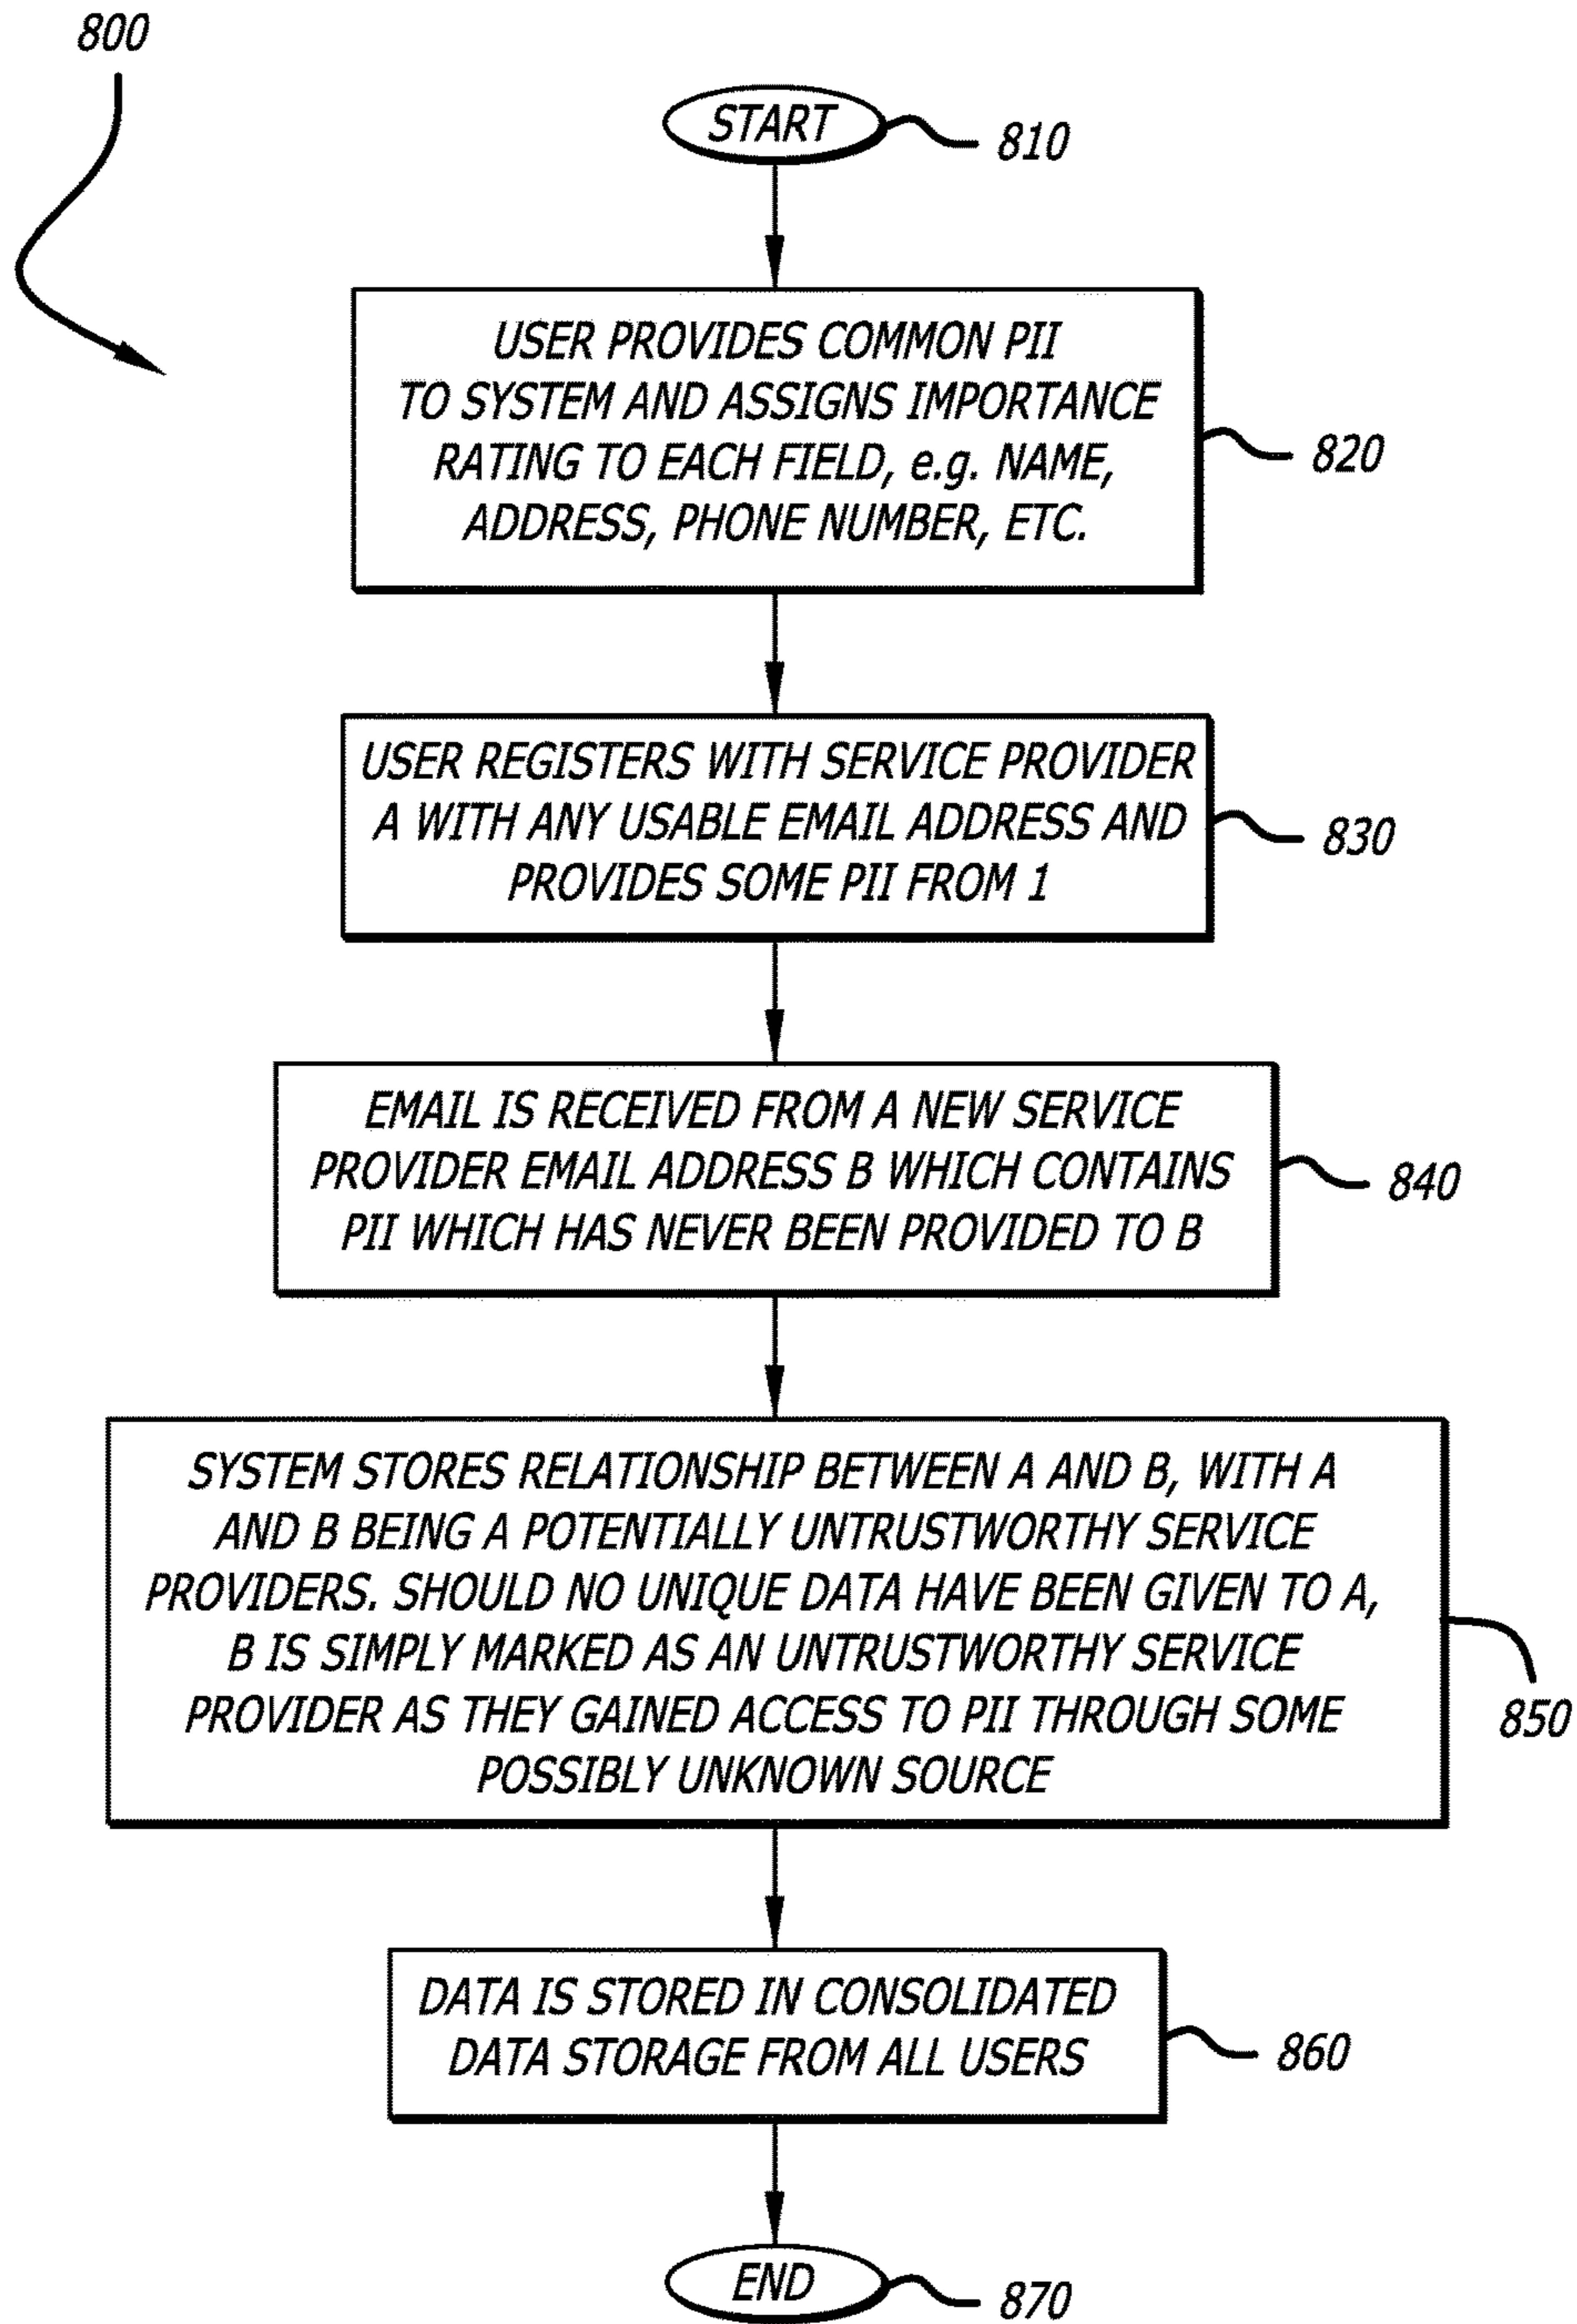 800
START
810
USER PROVIDES COMMON PII
TO SYSTEM AND ASSIGNS IMPORTANCE
RATING TO EACH FIELD, e.g. NAME,
ADDRESS, PHONE NUMBER, ETC.
820
USER REGISTERS WITH SERVICE PROVIDER
A WITH ANY USABLE EMAIL ADDRESS AND
PROVIDES SOME PII FROM 1
830
EMAIL IS RECEIVED FROM A NEW SERVICE
PROVIDER EMAIL ADDRESS B WHICH CONTAINS
PII WHICH HAS NEVER BEEN PROVIDED TO B
840
SYSTEM STORES RELATIONSHIP BETWEEN A AND B, WITH A
AND B BEING A POTENTIALLY UNTRUSTWORTHY SERVICE
PROVIDERS. SHOULD NO UNIQUE DATA HAVE BEEN GIVEN TO A,
B IS SIMPLY MARKED AS AN UNTRUSTWORTHY SERVICE
PROVIDER AS THEY GAINED ACCESS TO PII THROUGH SOME
POSSIBLY UNKNOWN SOURCE
850
DATA IS STORED IN CONSOLIDATED
DATA STORAGE FROM ALL USERS
860
END
870